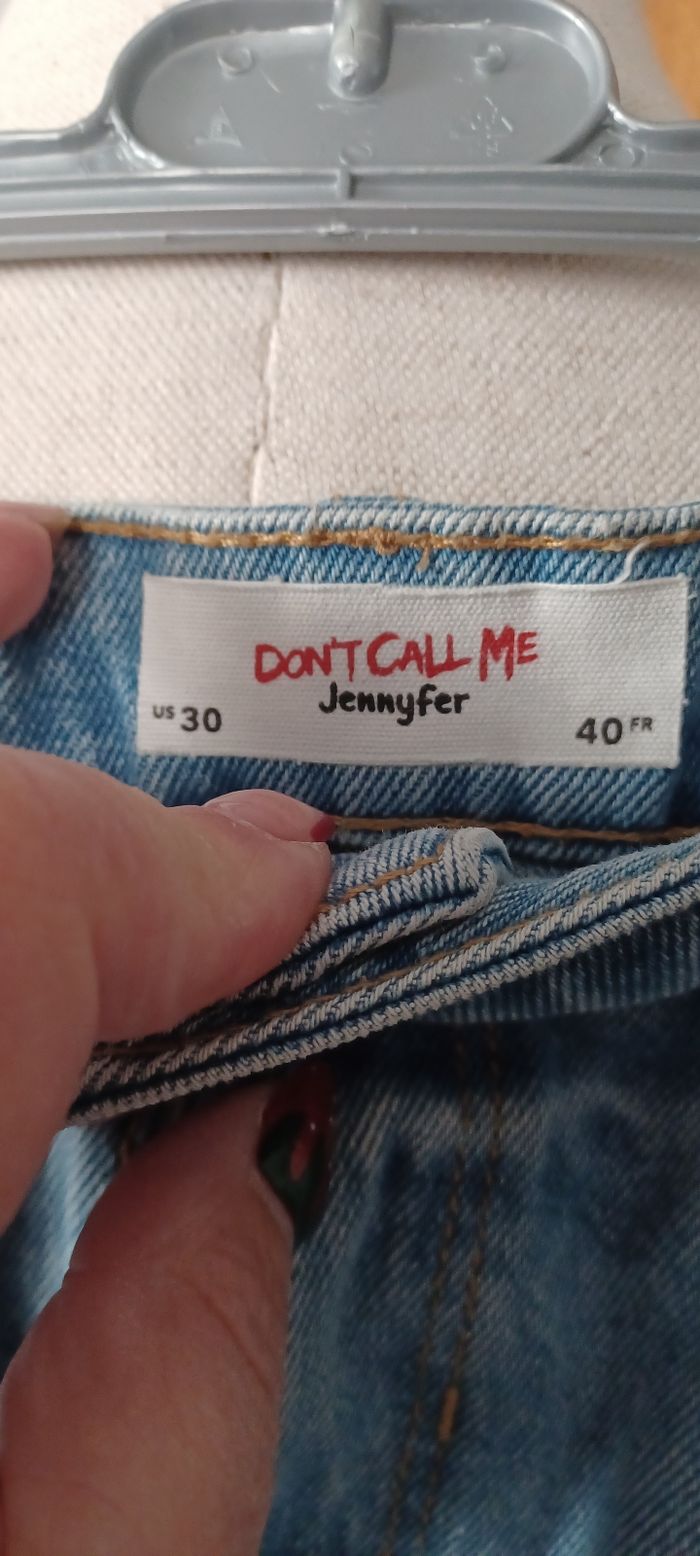 DON'T CALL ME
Jennyfer
US 30
40 FR